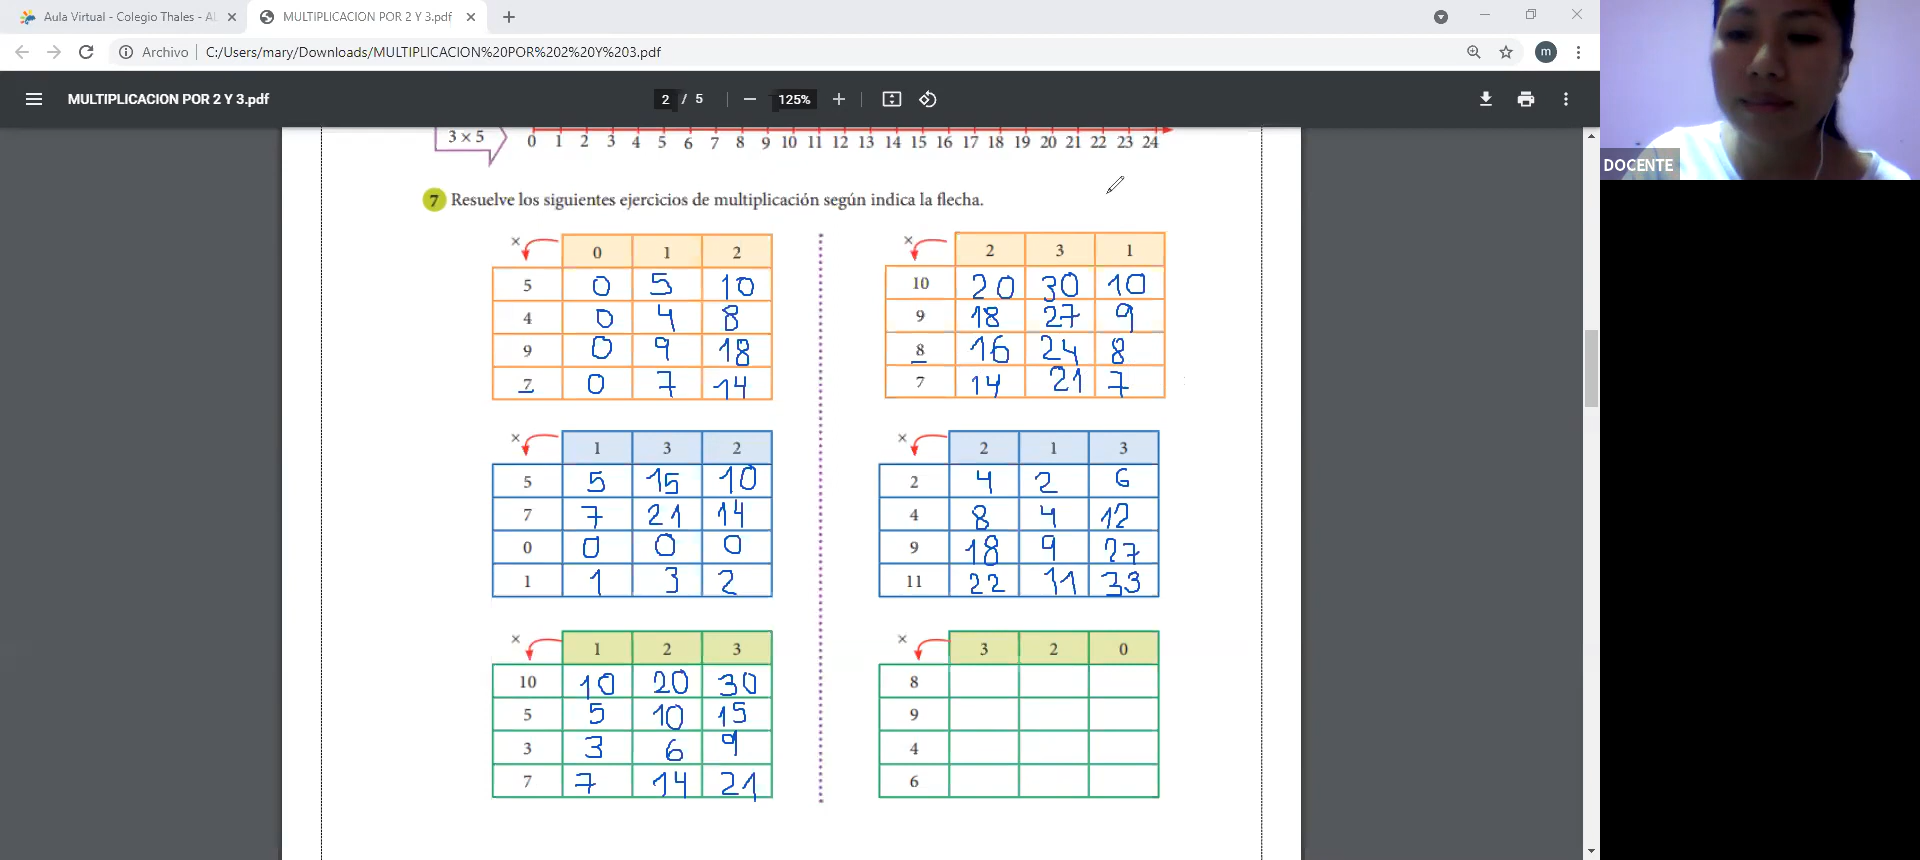 Aula Virtual - Colegio Thales - AL
MULTIPLICACION POR 2 Y 3.pdf
Archivo
C:/Users/mary/Downloads/MULTIPLICACION%20POR%202%20Y%203.pdf
m
MULTIPLICACION POR 2 Y 3.pdf
2 / 5
125%
DOCENTE
3 × 5
0 1 2 3 4 5 6 7 8 9 10 11 12 13 14 15 16 17 18 19 20 21 22 23 24
7 Resuelve los siguientes ejercicios de multiplicación según indica la flecha.
× 0 1 2
5 0 5 10
4 0 4 8
9 0 9 18
7 0 7 14
× 2 3 1
10 20 30 10
9 18 27 9
8 16 24 8
7 14 21 7
× 1 3 2
5 5 15 10
7 7 21 14
0 0 0 0
1 1 3 2
× 2 1 3
2 4 2 6
4 8 4 12
9 18 9 27
11 22 11 33
× 1 2 3
10 10 20 30
5 5 10 15
3 3 6 9
7 7 14 21
× 3 2 0
8
9
4
6